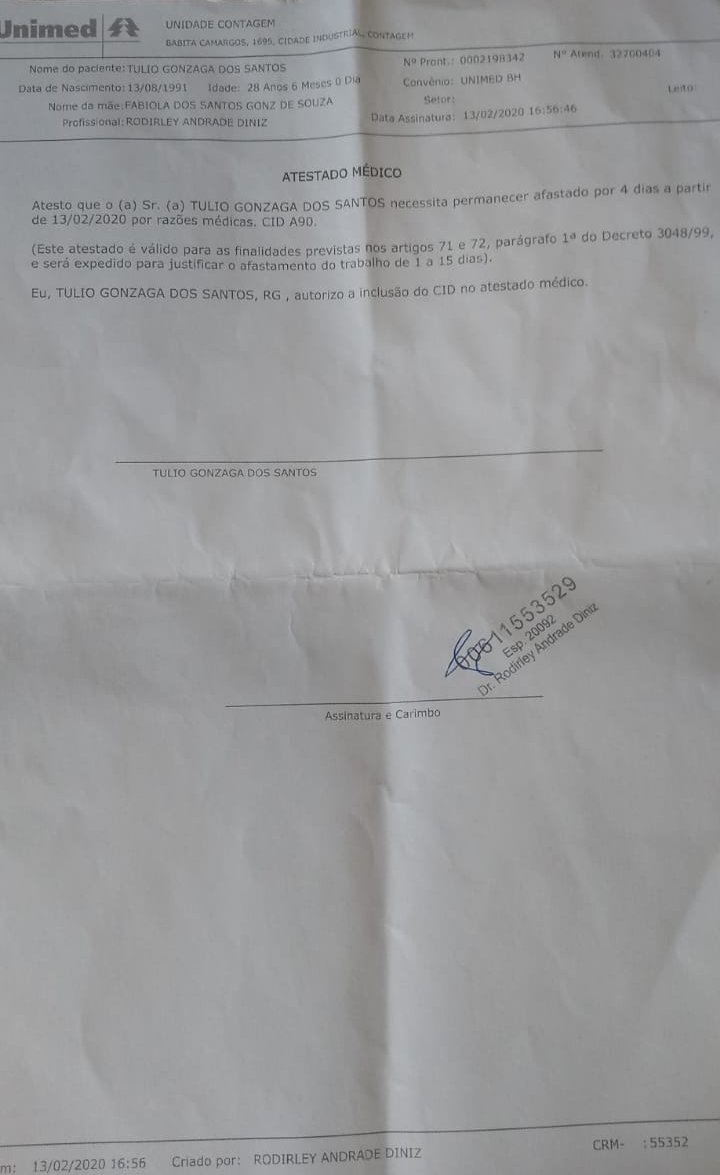 Unimed
UNIDADE CONTAGEM
BABITA CAMARGOS, 1695, CIDADE INDUSTRIAL, CONTAGEM
Nome do paciente: TULIO GONZAGA DOS SANTOS Nº Pront.: 0002198342 Nº Atend. 32700404
Data de Nascimento: 13/08/1991 Idade: 28 Anos 6 Meses 0 Dia Convênio: UNIMED BH
Nome da mãe: FABIOLA DOS SANTOS GONZ DE SOUZA Setor: Leito:
Profissional: RODIRLEY ANDRADE DINIZ Data Assinatura: 13/02/2020 16:56:46
ATESTADO MÉDICO
Atesto que o (a) Sr. (a) TULIO GONZAGA DOS SANTOS necessita permanecer afastado por 4 dias a partir
de 13/02/2020 por razões médicas. CID A90.
(Este atestado é válido para as finalidades previstas nos artigos 71 e 72, parágrafo 1ª do Decreto 3048/99,
e será expedido para justificar o afastamento do trabalho de 1 a 15 dias).
Eu, TULIO GONZAGA DOS SANTOS, RG , autorizo a inclusão do CID no atestado médico.
TULIO GONZAGA DOS SANTOS
00611553529
Esp. 20092
Dr. Rodirley Andrade Diniz
Assinatura e Carimbo
m: 13/02/2020 16:56 Criado por: RODIRLEY ANDRADE DINIZ CRM- :55352